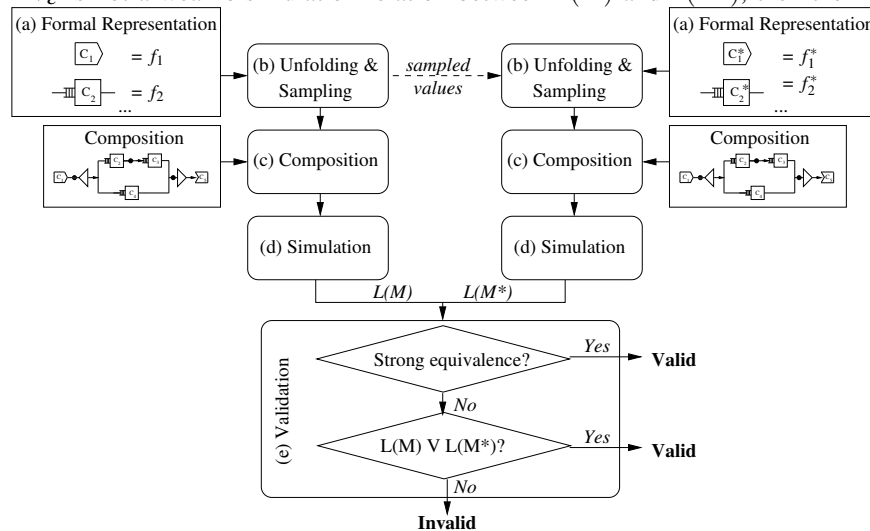 (a) Formal Representation
C1 = f1
C2 = f2
...
Composition
(b) Unfolding & Sampling
sampled values
(b) Unfolding & Sampling
(a) Formal Representation
C1* = f1*
C2* = f2*
...
Composition
(c) Composition
(c) Composition
(d) Simulation
(d) Simulation
L(M)
L(M*)
(e) Validation
Strong equivalence?
Yes
Valid
No
L(M) V L(M*)?
Yes
Valid
No
Invalid